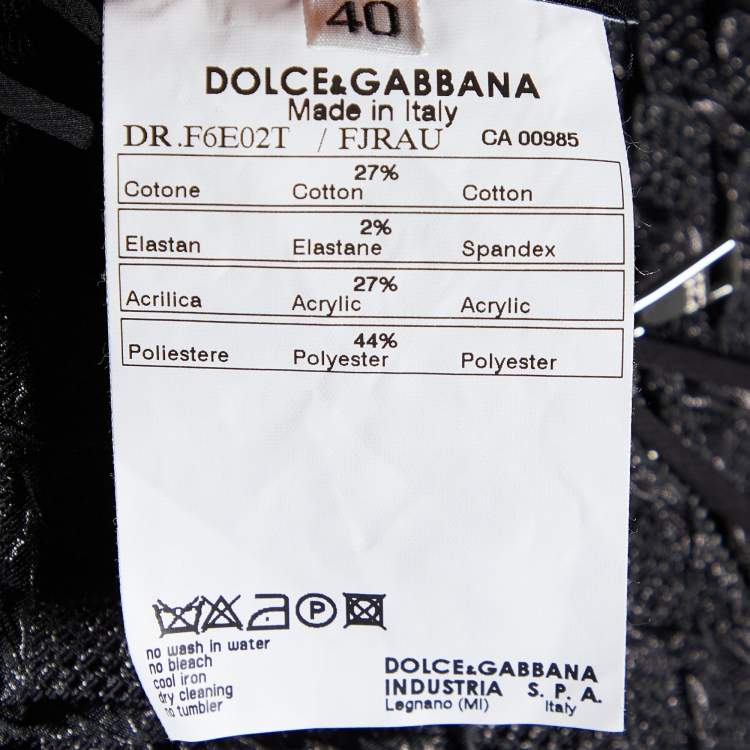 40
DOLCE&GABBANA
Made in Italy
DR.F6E02T / FJRAU CA 00985
27%
Cotone Cotton Cotton
2%
Elastan Elastane Spandex
27%
Acrilica Acrylic Acrylic
44%
Poliestere Polyester Polyester
P
no wash in water
no bleach
cool iron
dry cleaning
no tumbler
DOLCE&GABBANA
INDUSTRIA S. P. A.
Legnano (MI) Italy